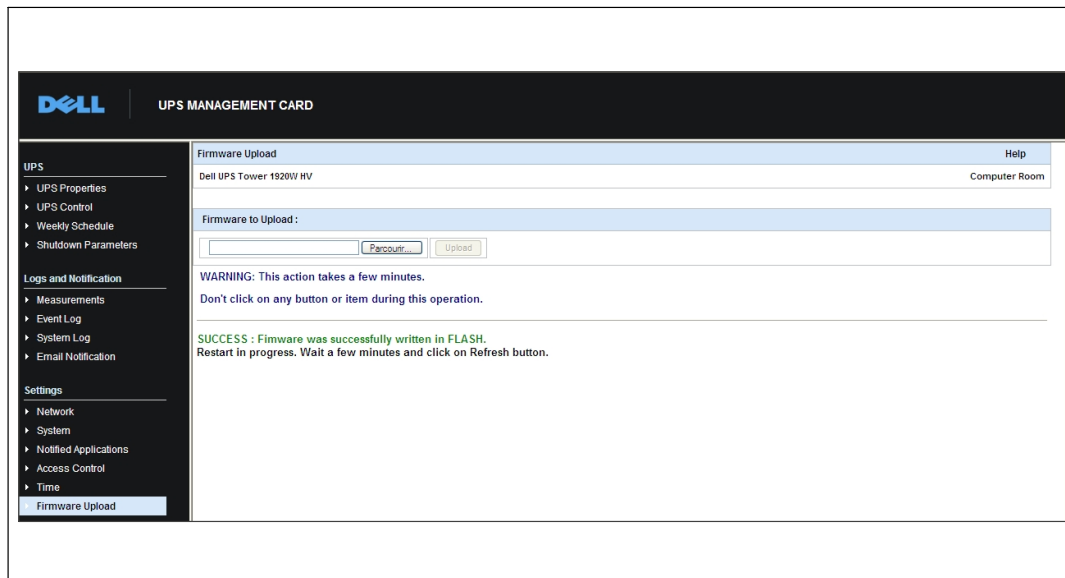 DELL
UPS MANAGEMENT CARD
UPS
UPS Properties
UPS Control
Weekly Schedule
Shutdown Parameters
Logs and Notification
Measurements
Event Log
System Log
Email Notification
Settings
Network
System
Notified Applications
Access Control
Time
Firmware Upload
Firmware Upload Help
Dell UPS Tower 1920W HV Computer Room
Firmware to Upload :
Parcourir... Upload
WARNING: This action takes a few minutes.
Don't click on any button or item during this operation.
SUCCESS : Fimware was successfully written in FLASH.
Restart in progress. Wait a few minutes and click on Refresh button.